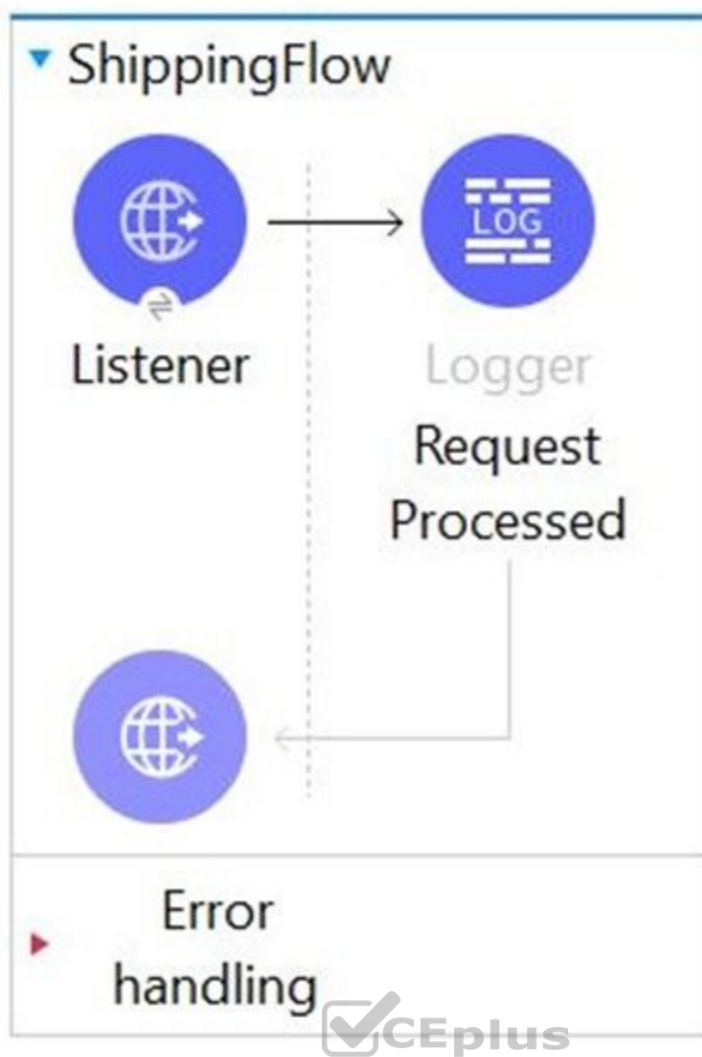 ShippingFlow
LOG
Listener
Logger
Request
Processed
Error
handling
CEplus